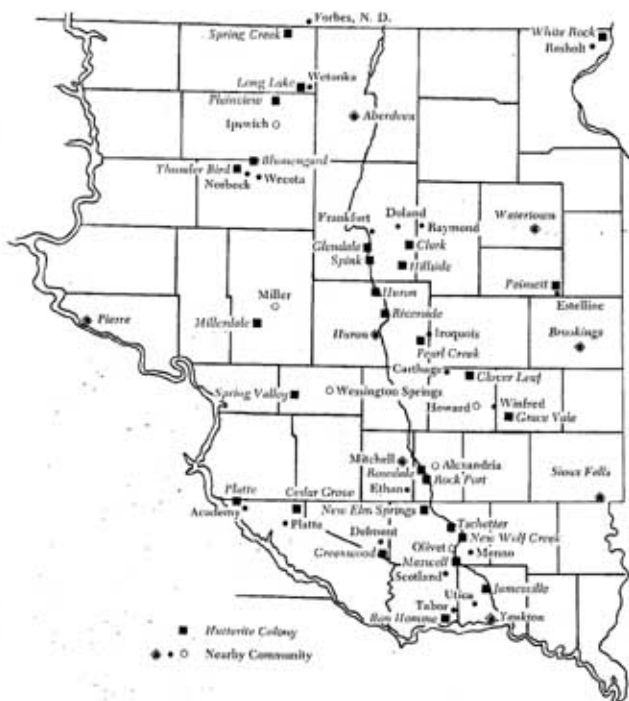 Forbes, N. D.
Spring Creek
White Rock
Rosholt
Long Lake
Wetonka
Plainview
Ipswich
Aberdeen
Blumengard
Thunder Bird
Norbeck
Wecota
Frankfort
Doland
Raymond
Watertown
Glendale
Clark
Spink
Hillside
Poinsett
Estelline
Huron
Miller
Pierre
Millerdale
Riverside
Huron
Iroquois
Brookings
Pearl Creek
Carthage
Clover Leaf
Spring Valley
Wessington Springs
Howard
Winfred
Grace Vale
Mitchell
Alexandria
Rosedale
Rock Port
Sioux Falls
Ethan
Platte
Cedar Grove
Academy
Platte
New Elm Springs
Delmont
Tschetter
New Wolf Creek
Greenwood
Olivet
Menno
Maxwell
Scotland
Jamesville
Utica
Tabor
Bon Homme
Yankton
Hutterite Colony
Nearby Community